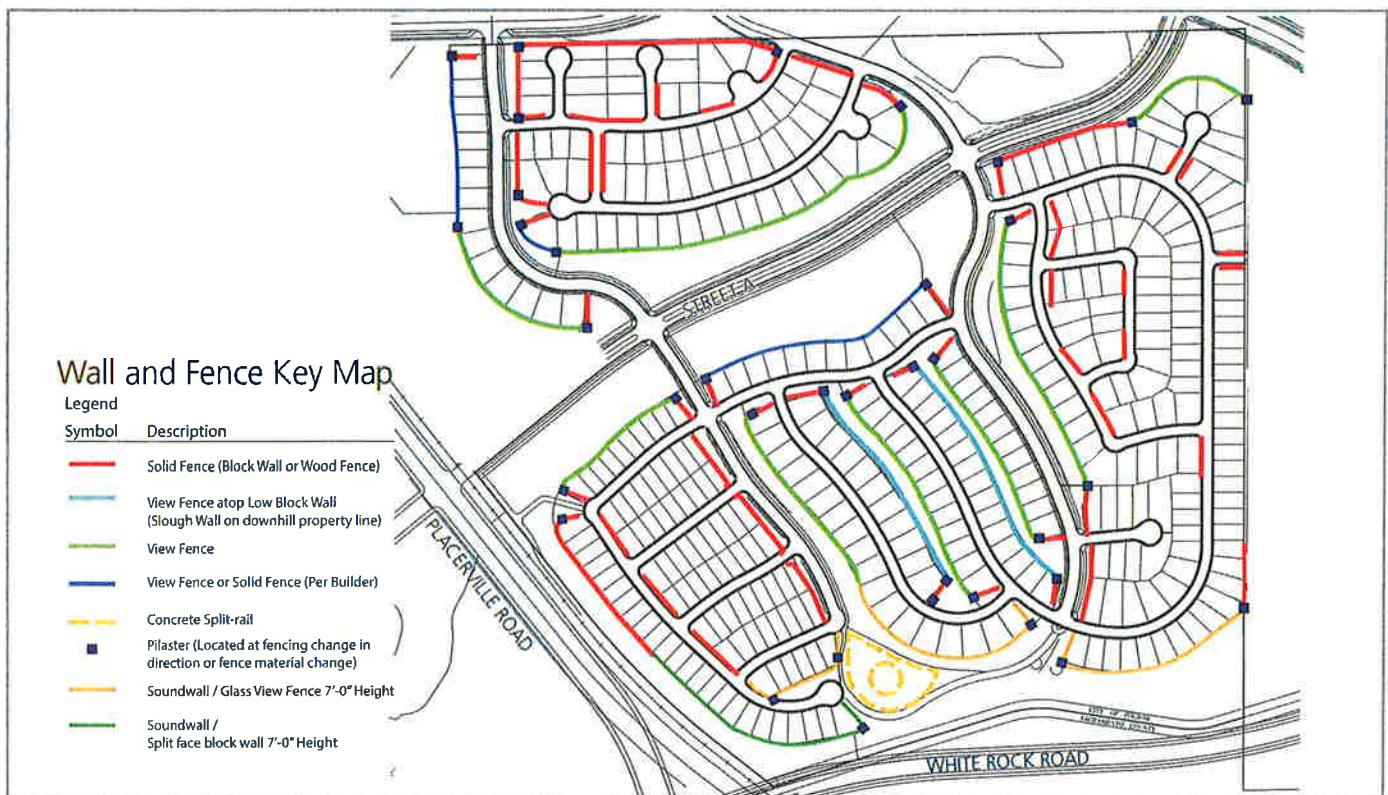 STREET A
Wall and Fence Key Map
Legend
Symbol Description
Solid Fence (Block Wall or Wood Fence)
View Fence atop Low Block Wall
(Slough Wall on downhill property line)
View Fence
View Fence or Solid Fence (Per Builder)
Concrete Split-rail
Pilaster (Located at fencing change in
direction or fence material change)
Soundwall / Glass View Fence 7'-0" Height
Soundwall /
Split face block wall 7'-0" Height
PLACERVILLE ROAD
WHITE ROCK ROAD